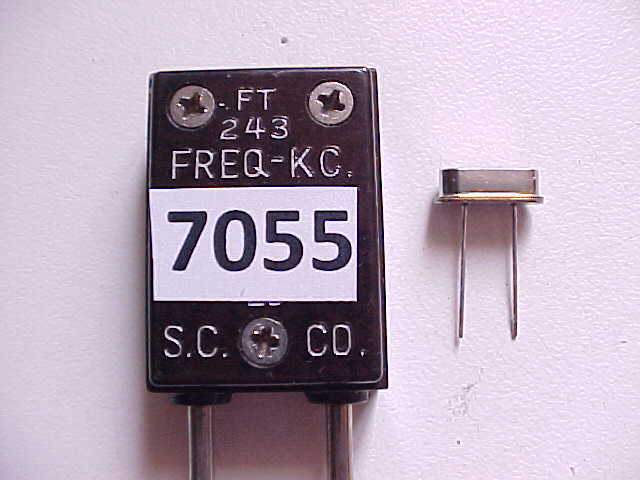 FT
243
FREQ-KC.
7055
S.C. CO.